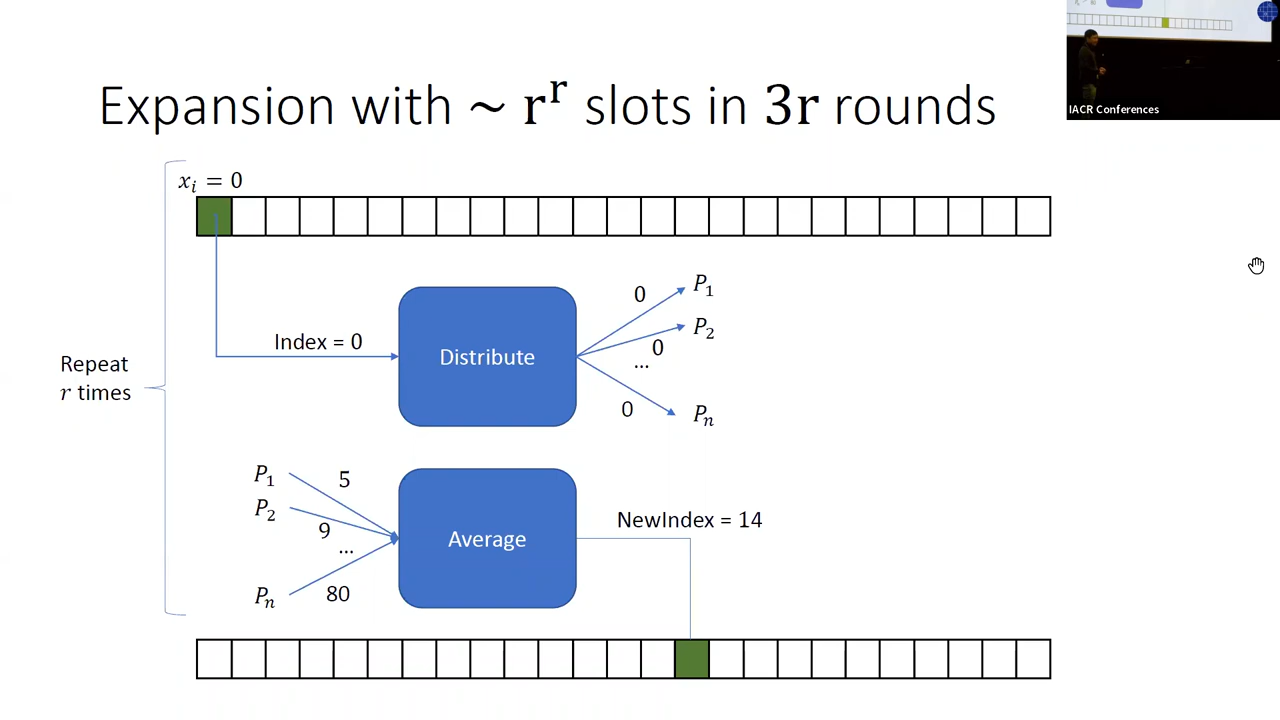 IACR Conferences
Expansion with ~ r^r slots in 3r rounds
x_i = 0
Index = 0
Distribute
0
P_1
0
P_2
...
0
P_n
Repeat
r times
P_1
5
P_2
9
...
P_n
80
Average
NewIndex = 14